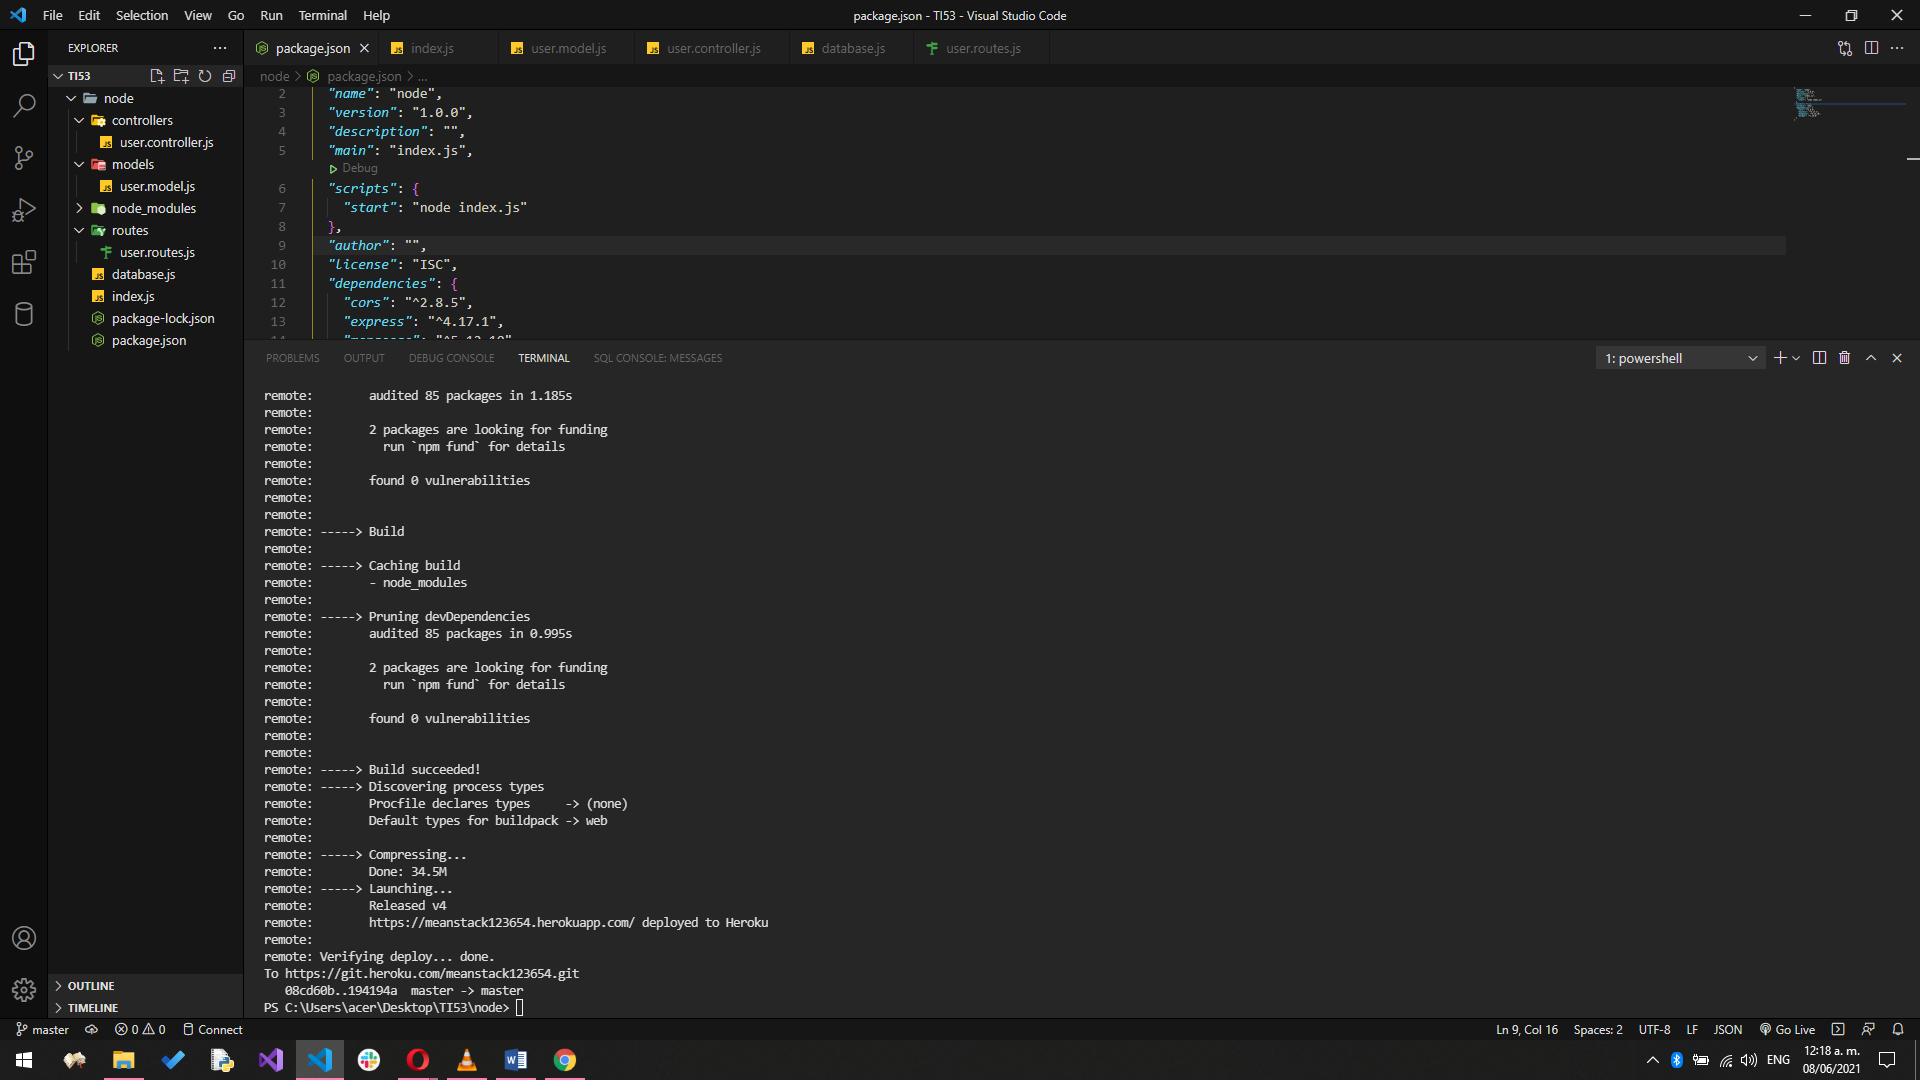 File Edit Selection View Go Run Terminal Help
package.json - TI53 - Visual Studio Code
EXPLORER
package.json
index.js
user.model.js
user.controller.js
database.js
user.routes.js
TI53
node
controllers
user.controller.js
models
user.model.js
node_modules
routes
user.routes.js
database.js
index.js
package-lock.json
package.json
OUTLINE
TIMELINE
node > package.json > ...
2 "name": "node",
3 "version": "1.0.0",
4 "description": "",
5 "main": "index.js",
Debug
6 "scripts": {
7 "start": "node index.js"
8 },
9 "author": "",
10 "license": "ISC",
11 "dependencies": {
12 "cors": "^2.8.5",
13 "express": "^4.17.1",
PROBLEMS OUTPUT DEBUG CONSOLE TERMINAL SQL CONSOLE: MESSAGES
1: powershell
remote: audited 85 packages in 1.185s
remote:
remote: 2 packages are looking for funding
remote: run `npm fund` for details
remote:
remote: found 0 vulnerabilities
remote:
remote:
remote: -----> Build
remote:
remote: -----> Caching build
remote: - node_modules
remote:
remote: -----> Pruning devDependencies
remote: audited 85 packages in 0.995s
remote:
remote: 2 packages are looking for funding
remote: run `npm fund` for details
remote:
remote: found 0 vulnerabilities
remote:
remote:
remote: -----> Build succeeded!
remote: -----> Discovering process types
remote: Procfile declares types -> (none)
remote: Default types for buildpack -> web
remote:
remote: -----> Compressing...
remote: Done: 34.5M
remote: -----> Launching...
remote: Released v4
remote: https://meanstack123654.herokuapp.com/ deployed to Heroku
remote:
remote: Verifying deploy... done.
To https://git.heroku.com/meanstack123654.git
08cd60b..194194a master -> master
PS C:\Users\acer\Desktop\TI53\node>
master 0 0 Connect
Ln 9, Col 16 Spaces: 2 UTF-8 LF JSON Go Live
ENG
12:18 a. m.
08/06/2021